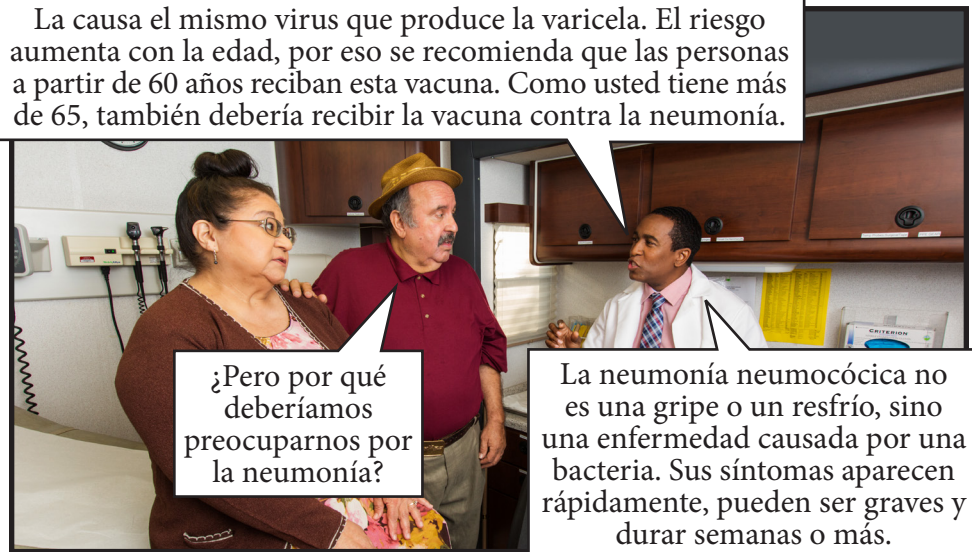 La causa el mismo virus que produce la varicela. El riesgo
aumenta con la edad, por eso se recomienda que las personas
a partir de 60 años reciban esta vacuna. Como usted tiene más
de 65, también debería recibir la vacuna contra la neumonía.
¿Pero por qué
deberíamos
preocuparnos por
la neumonía?
La neumonía neumocócica no
es una gripe o un resfrío, sino
una enfermedad causada por una
bacteria. Sus síntomas aparecen
rápidamente, pueden ser graves y
durar semanas o más.
CRITERION